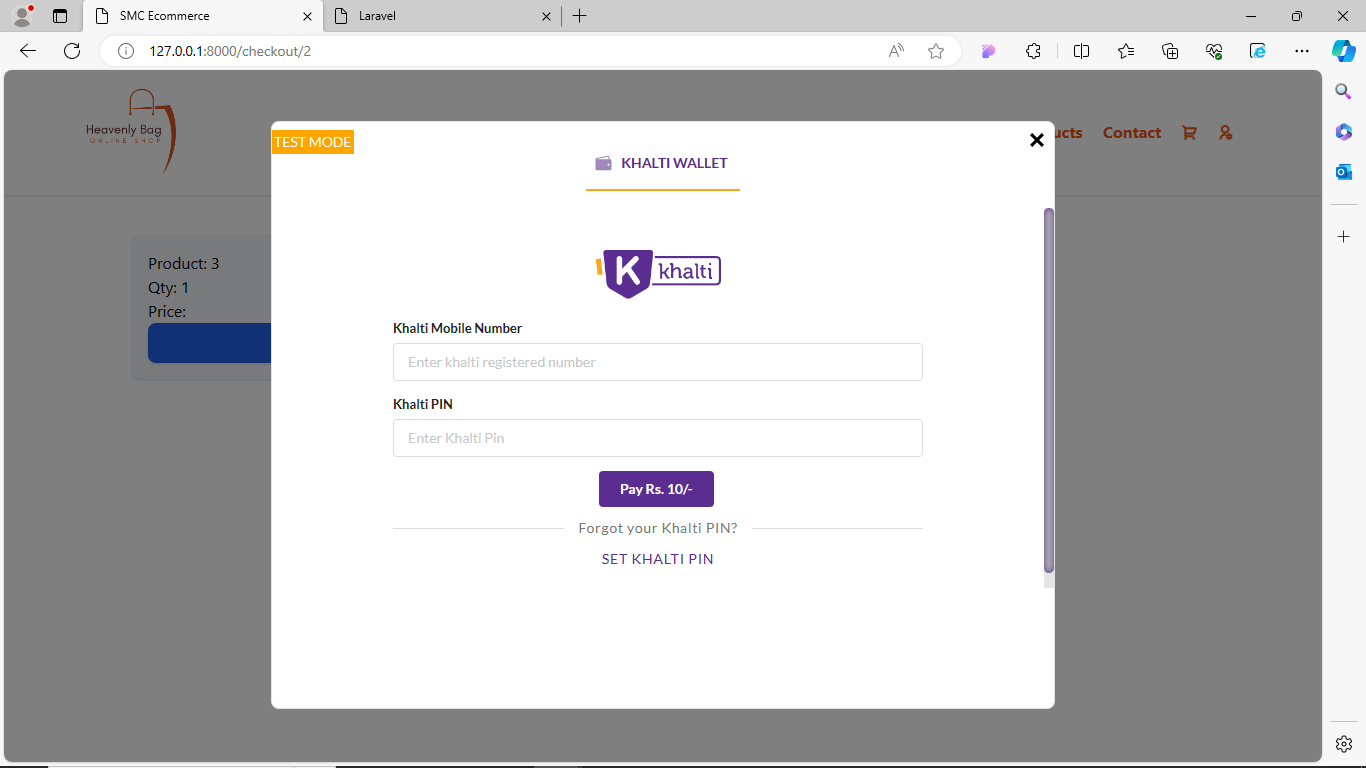 SMC Ecommerce
Laravel
127.0.0.1:8000/checkout/2
Heavenly Bag
ONLINE SHOP
ucts
Contact
TEST MODE
KHALTI WALLET
Product: 3
Qty: 1
Price:
K khalti
Khalti Mobile Number
Enter khalti registered number
Khalti PIN
Enter Khalti Pin
Pay Rs. 10/-
Forgot your Khalti PIN?
SET KHALTI PIN